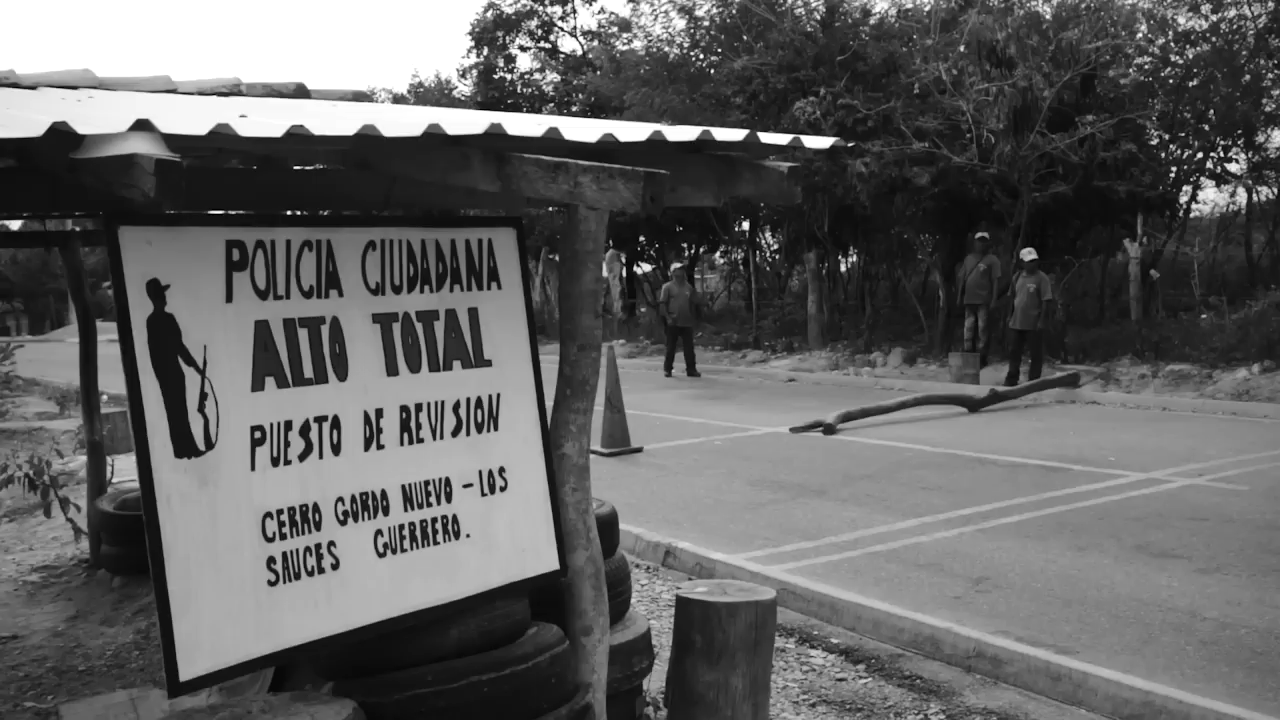 POLICIA CIUDADANA
ALTO TOTAL
PUESTO DE REVISION
CERRO GORDO NUEVO - LOS
SAUCES GUERRERO.